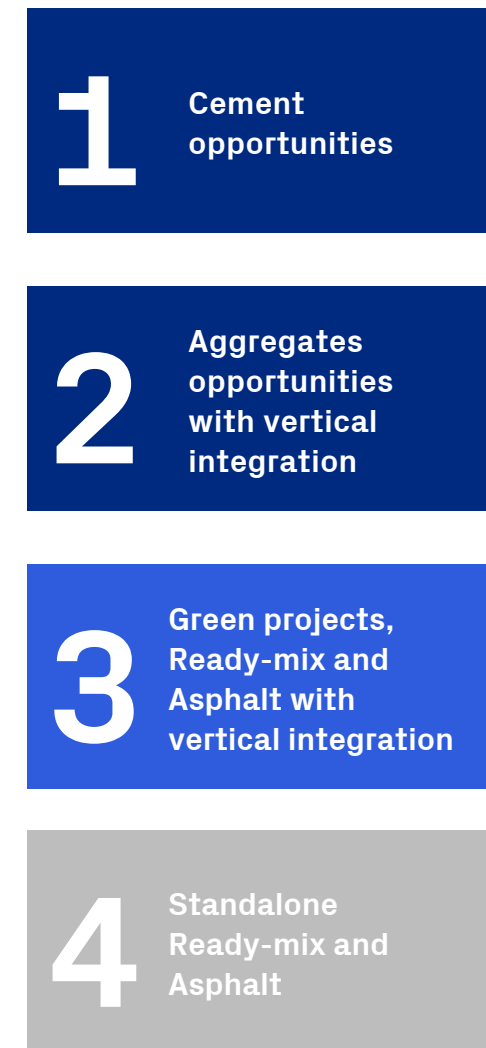 1
Cement
opportunities
2
Aggregates
opportunities
with vertical
integration
3
Green projects,
Ready-mix and
Asphalt with
vertical integration
4
Standalone
Ready-mix and
Asphalt